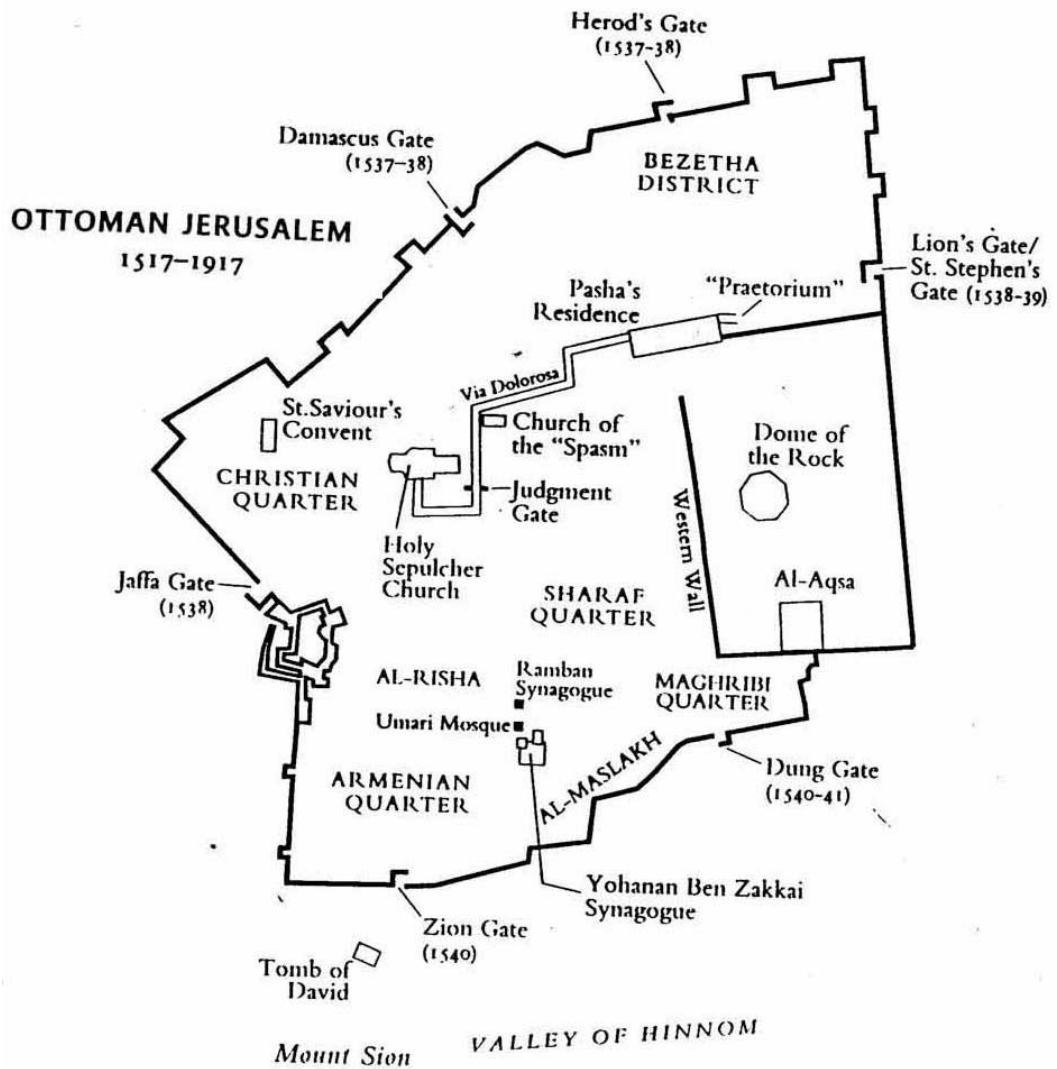 Herod's Gate
(1537-38)
Damascus Gate
(1537–38)
BEZETHA
DISTRICT
OTTOMAN JERUSALEM
1517–1917
Lion's Gate/
St. Stephen's
Gate (1538-39)
Pasha's
Residence
"Praetorium"
Via Dolorosa
St.Saviour's
Convent
Church of
the "Spasm"
Dome of
the Rock
CHRISTIAN
QUARTER
Judgment
Gate
Western Wall
Holy
Sepulcher
Church
Jaffa Gate
(1538)
SHARAF
QUARTER
Al-Aqsa
AL-RISHA
Ramban
Synagogue
MAGHRIBI
QUARTER
Umari Mosque
AL-MASLAKH
Dung Gate
(1540-41)
ARMENIAN
QUARTER
Yohanan Ben Zakkai
Synagogue
Zion Gate
(1540)
Tomb of
David
Mount Sion
VALLEY OF HINNOM